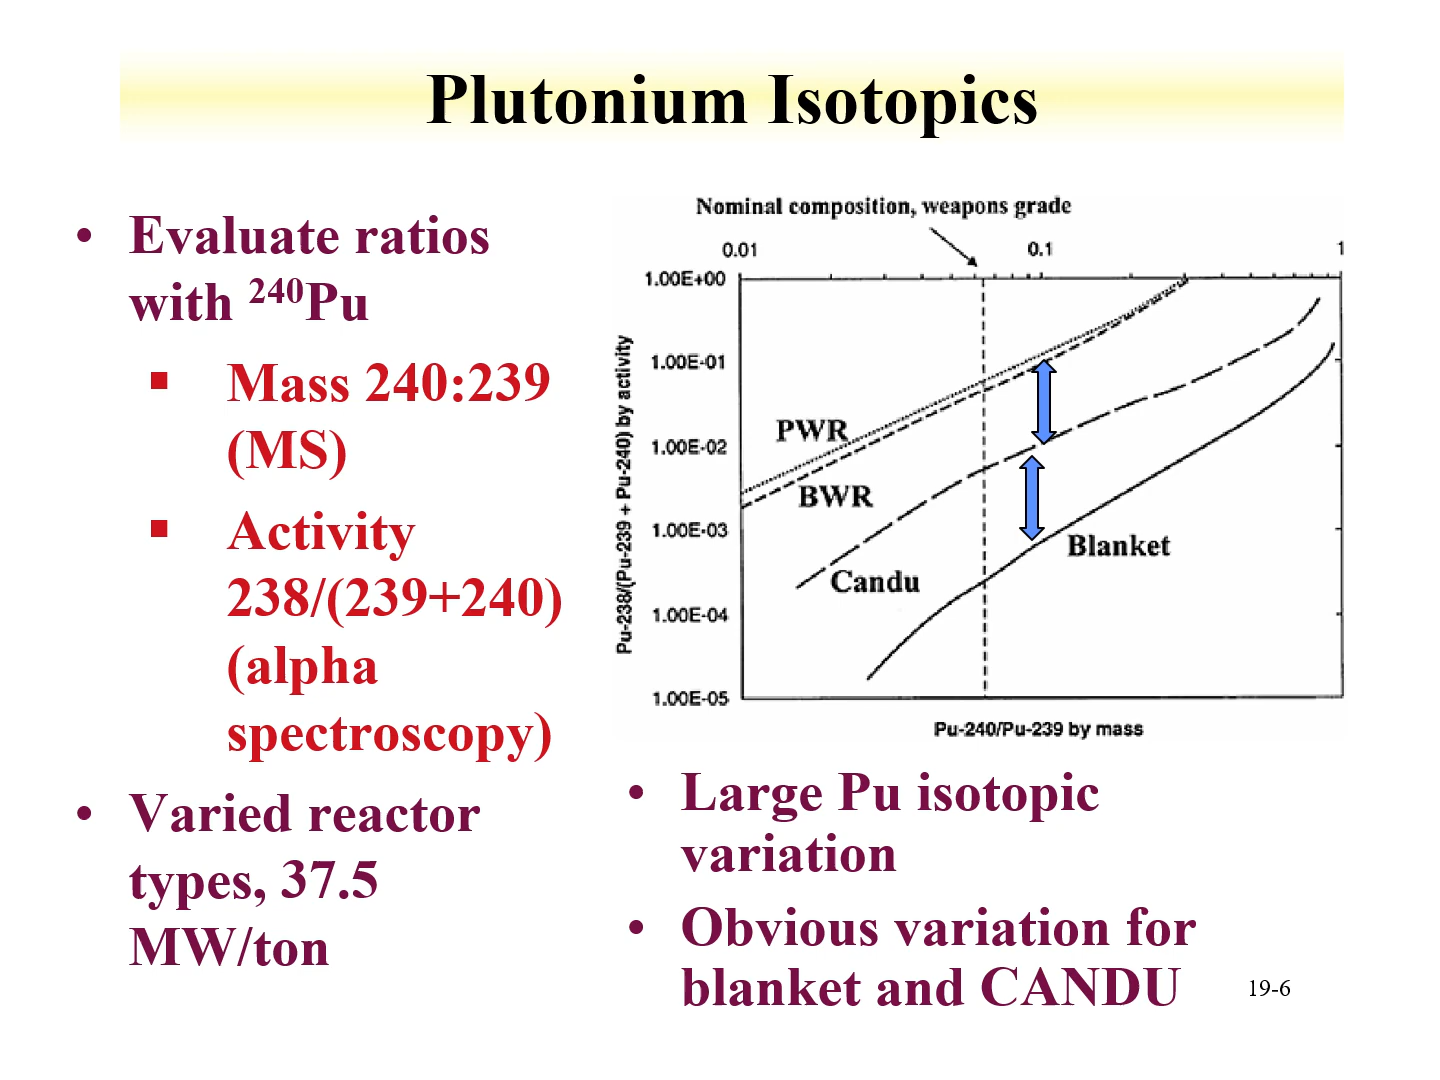 Plutonium Isotopics
• Evaluate ratios
with ²⁴⁰Pu
▪ Mass 240:239
(MS)
▪ Activity
238/(239+240)
(alpha
spectroscopy)
• Varied reactor
types, 37.5
MW/ton
Nominal composition, weapons grade
0.01 0.1 1
1.00E+00
1.00E-01
1.00E-02
1.00E-03
1.00E-04
1.00E-05
Pu-238/(Pu-239 + Pu-240) by activity
PWR
BWR
Candu
Blanket
Pu-240/Pu-239 by mass
• Large Pu isotopic
variation
• Obvious variation for
blanket and CANDU
19-6